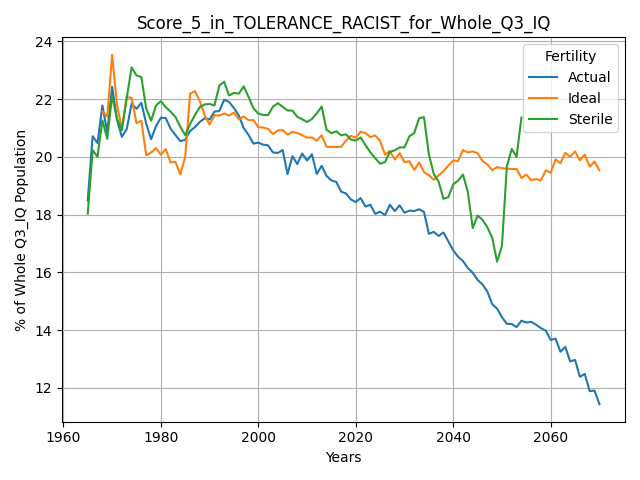 Score_5_in_TOLERANCE_RACIST_for_Whole_Q3_IQ
Fertility
Actual
Ideal
Sterile
% of Whole Q3_IQ Population
24
22
20
18
16
14
12
1960
1980
2000
2020
2040
2060
Years